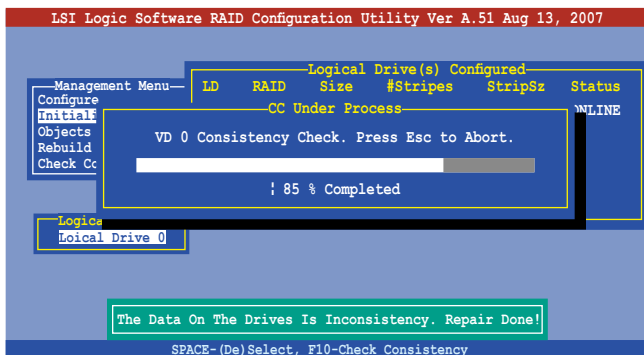 LSI Logic Software RAID Configuration Utility Ver A.51 Aug 13, 2007
Logical Drive(s) Configured
LD RAID Size #Stripes StripSz Status
ONLINE
Management Menu
Configure
Initiali
Objects
Rebuild
Check Co
CC Under Process
VD 0 Consistency Check. Press Esc to Abort.
¦ 85 % Completed
Logica
Loical Drive 0
The Data On The Drives Is Inconsistency. Repair Done!
SPACE-(De)Select, F10-Check Consistency